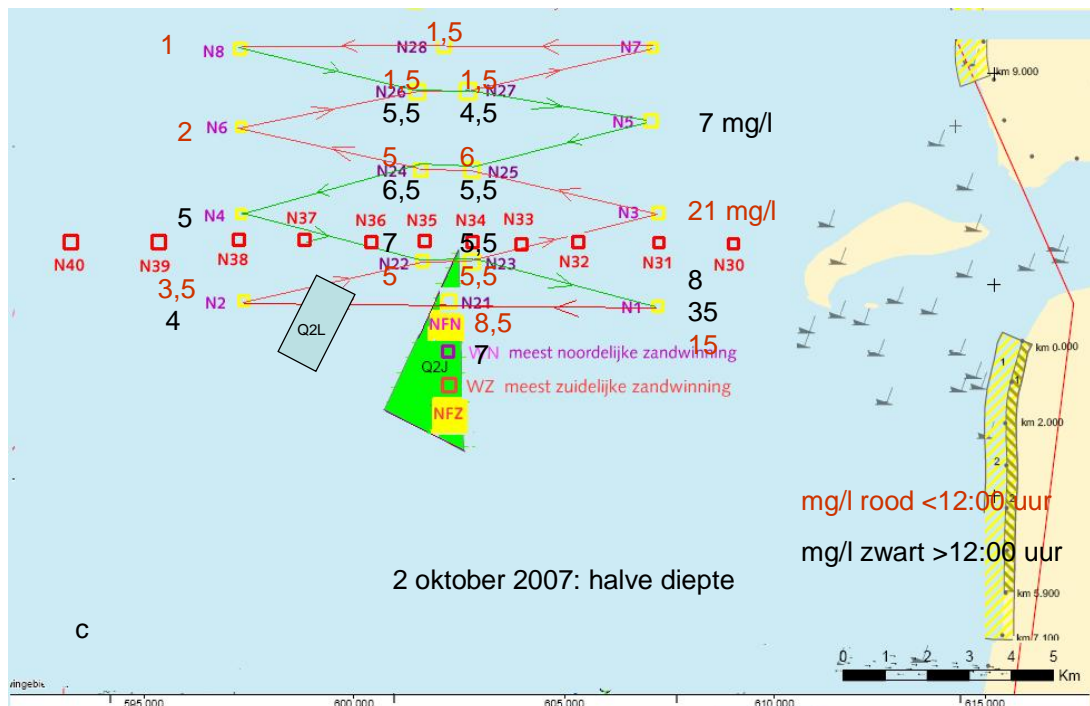 1 N8 N28 1,5 N7
km 9.000
N26 1,5 1,5 N27
5,5 4,5
N6 2 N5 7 mg/l
5 6
N24 N25
6,5 5,5
N4 5 N3 21 mg/l
N40 N39 N38 N37 N36 N35 N34 N33 N32 N31 N30
7 5,5
N22 N23
5 5,5
3,5 N2 N21 N1 8
4 35
Q2L NFN 8,5 15
7
WN meest noordelijke zandwinning
Q2J
WZ meest zuidelijke zandwinning
NFZ
km 0.000
1
1
km 2.000
2
2
mg/l rood <12:00 uur
mg/l zwart >12:00 uur
2 oktober 2007: halve diepte
km 5.900
c
km 7.100
0 1 2 3 4 5
Km
wingebie
595.000 600.000 605.000 610.000 615.000